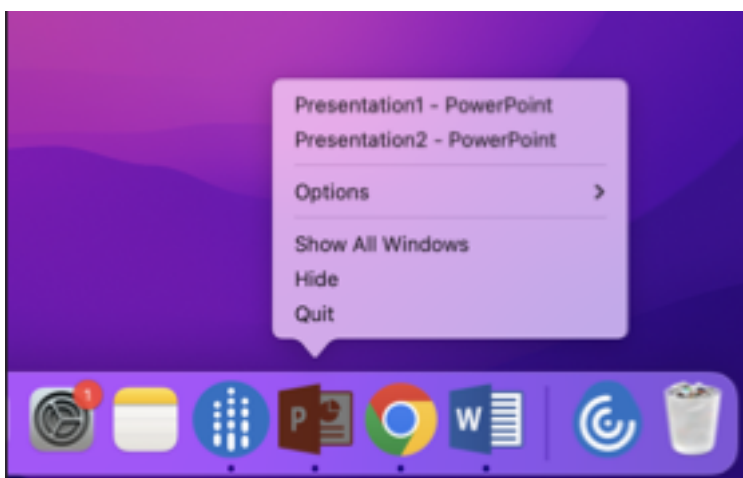 Presentation1 - PowerPoint
Presentation2 - PowerPoint
Options
Show All Windows
Hide
Quit
1
P
W